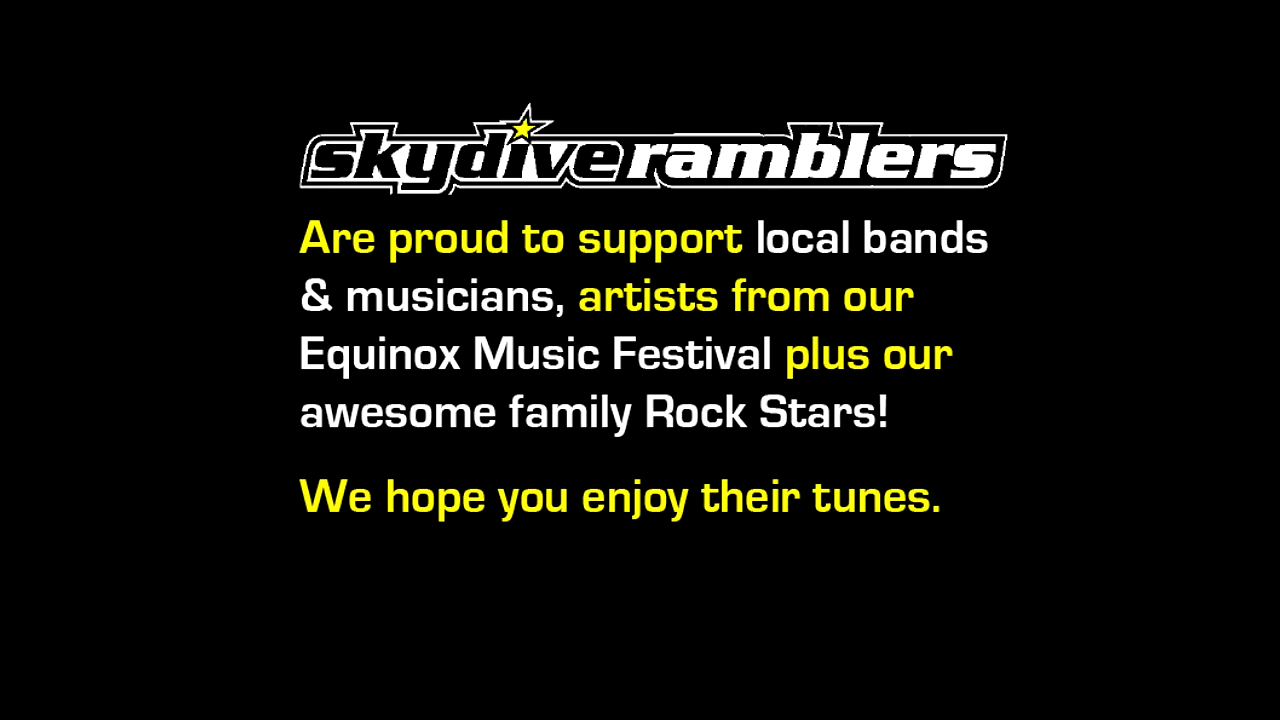 skydiveramblers
Are proud to support local bands
& musicians, artists from our
Equinox Music Festival plus our
awesome family Rock Stars!
We hope you enjoy their tunes.